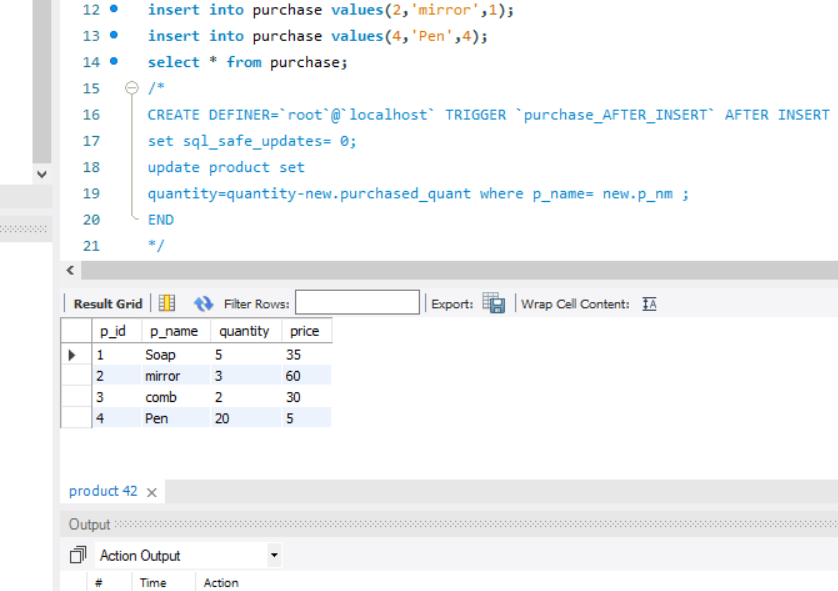 12 insert into purchase values(2,'mirror',1);
13 insert into purchase values(4,'Pen',4);
14 select * from purchase;
15 /*
16 CREATE DEFINER=`root`@`localhost` TRIGGER `purchase_AFTER_INSERT` AFTER INSERT
17 set sql_safe_updates= 0;
18 update product set
19 quantity=quantity-new.purchased_quant where p_name= new.p_nm ;
20 END
21 */
Result Grid Filter Rows: Export: Wrap Cell Content: IA
p_id p_name quantity price
1 Soap 5 35
2 mirror 3 60
3 comb 2 30
4 Pen 20 5
product 42
Output
Action Output
# Time Action